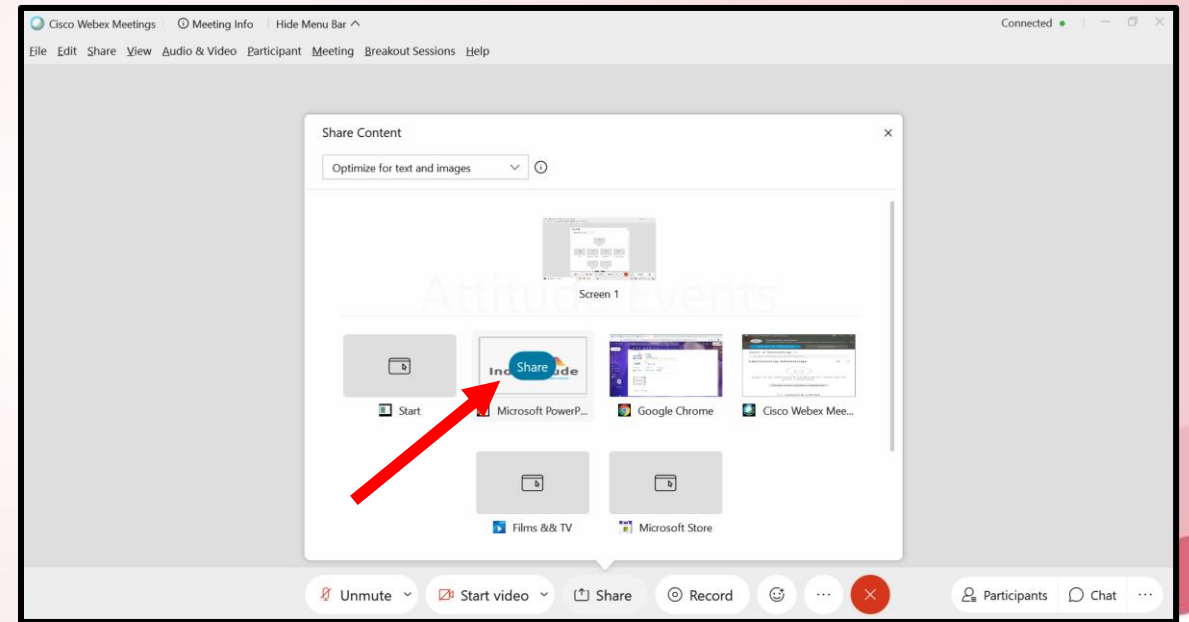 Cisco Webex Meetings Meeting Info Hide Menu Bar Connected
File Edit Share View Audio & Video Participant Meeting Breakout Sessions Help
Share Content
Optimize for text and images
Screen 1
Attitude Events
Share
Start Microsoft PowerP... Google Chrome Cisco Webex Mee...
Films && TV Microsoft Store
Unmute Start video Share Record Participants Chat